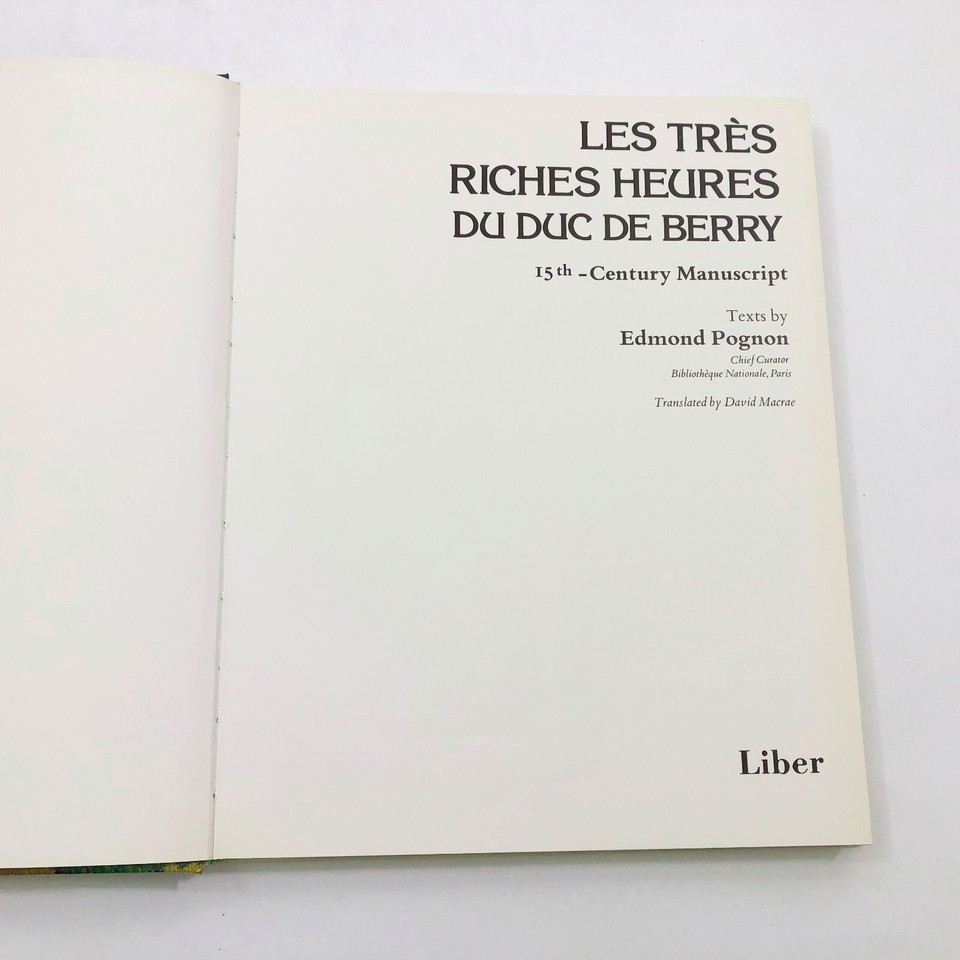 LES TRÈS
RICHES HEURES
DU DUC DE BERRY
15th -Century Manuscript
Texts by
Edmond Pognon
Chief Curator
Bibliothèque Nationale, Paris
Translated by David Macrae
Liber